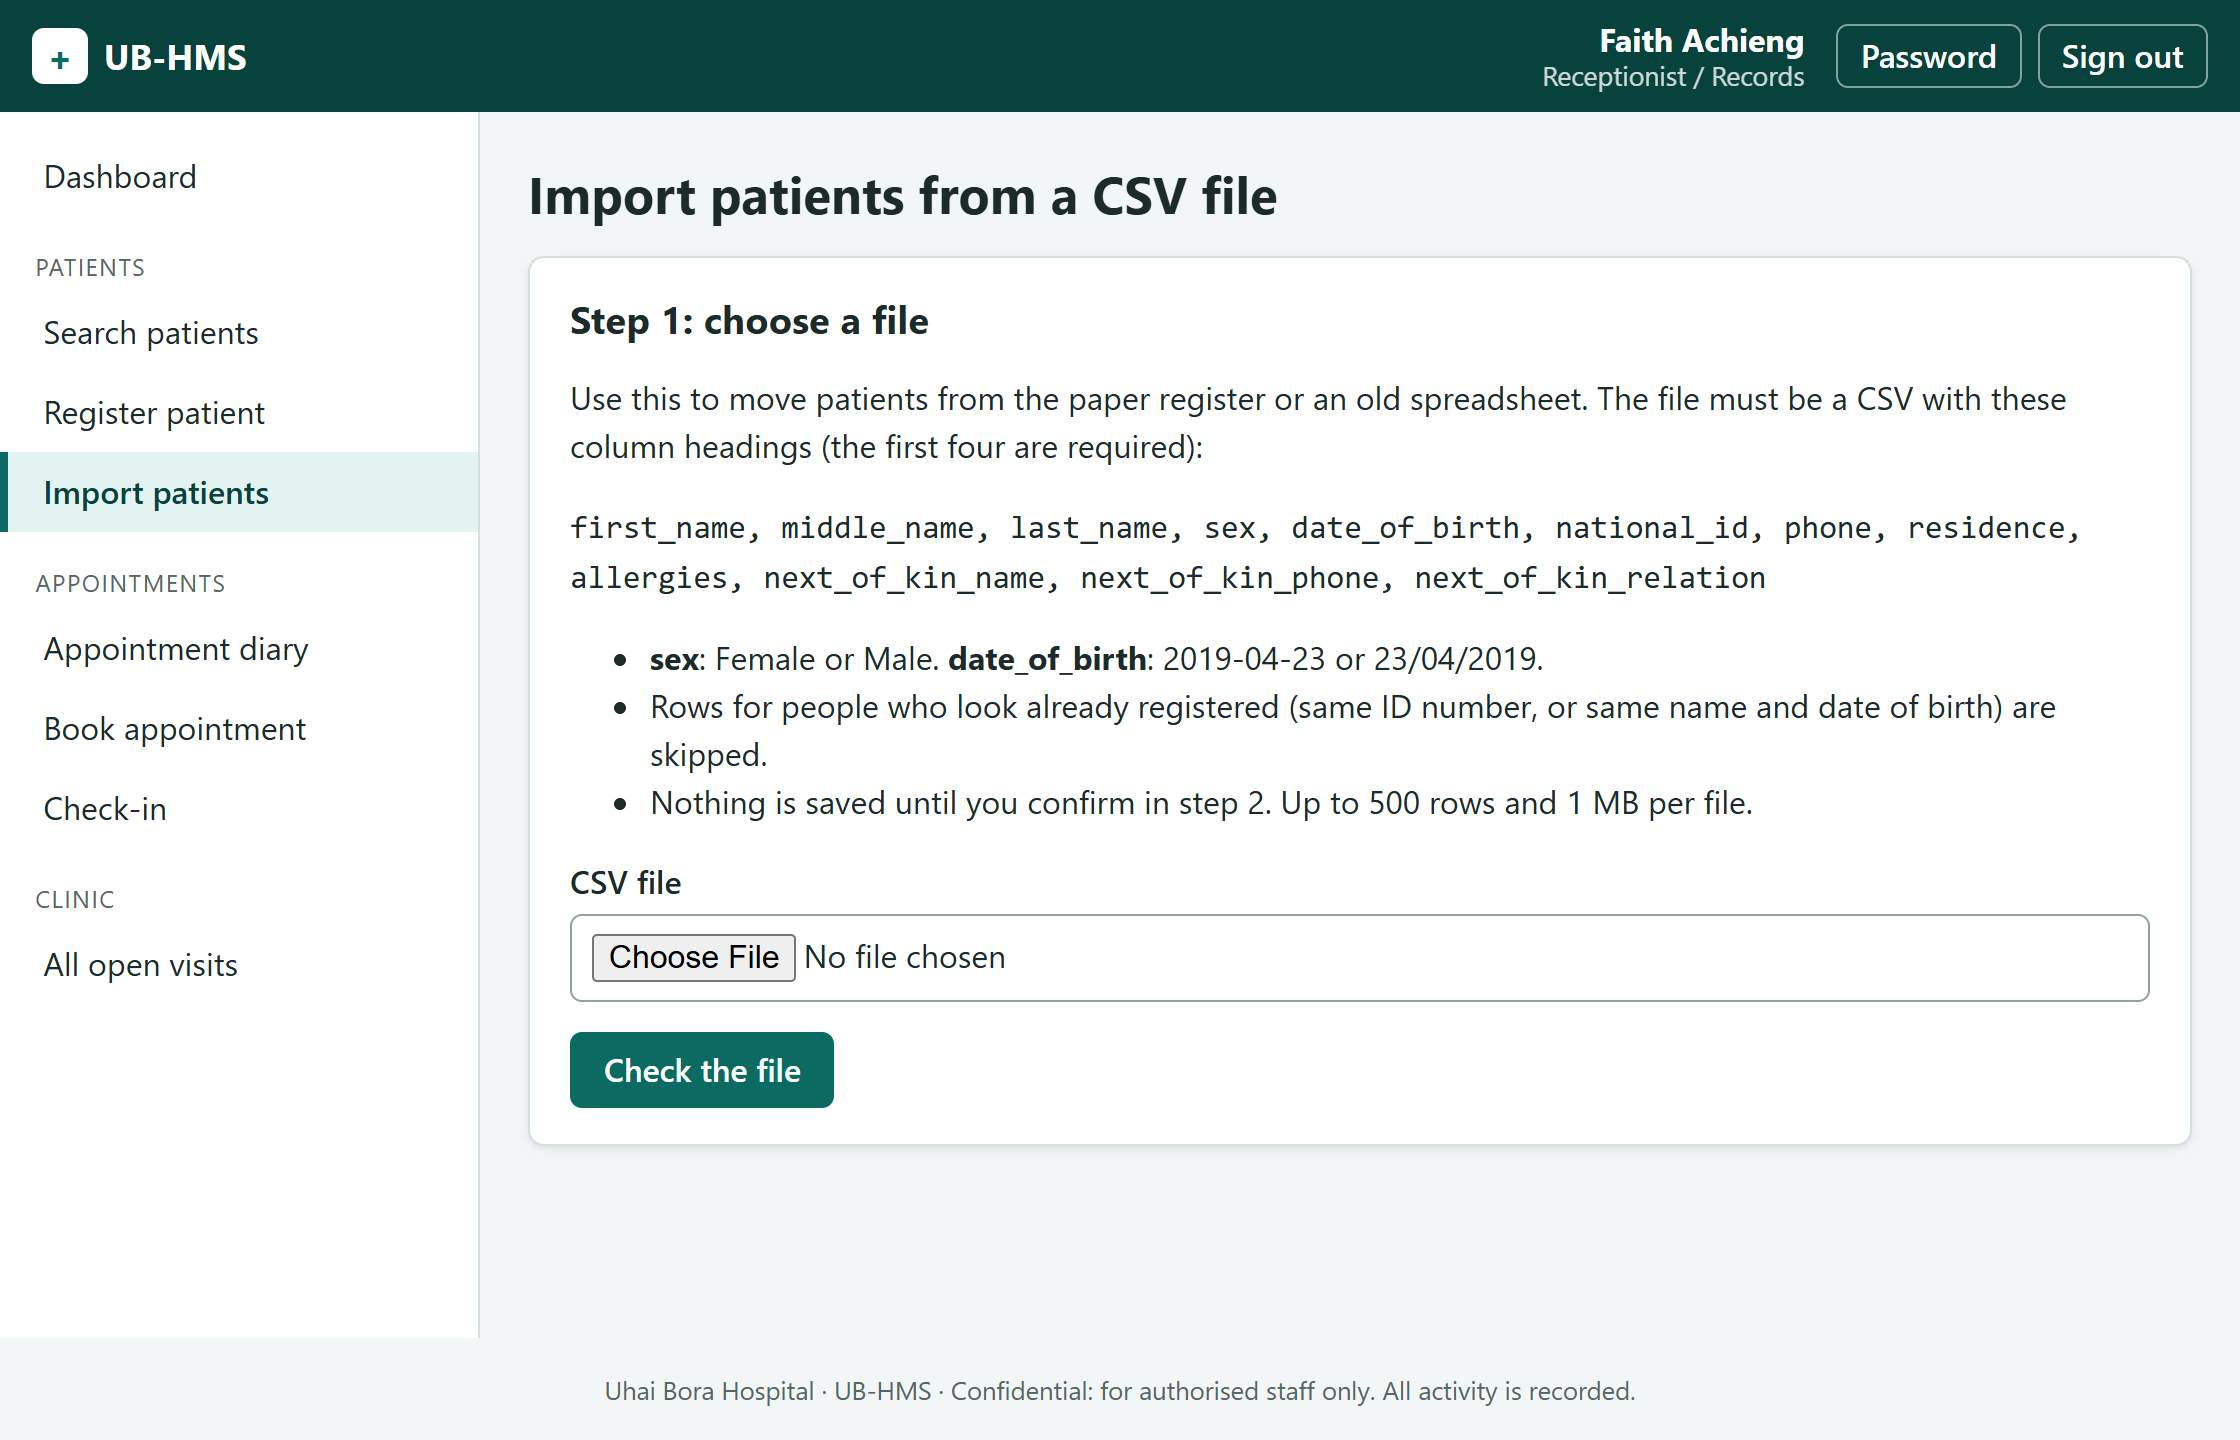 + UB-HMS
Faith Achieng
Receptionist / Records
Password
Sign out
Dashboard
PATIENTS
Search patients
Register patient
Import patients
APPOINTMENTS
Appointment diary
Book appointment
Check-in
CLINIC
All open visits
Import patients from a CSV file
Step 1: choose a file
Use this to move patients from the paper register or an old spreadsheet. The file must be a CSV with these
column headings (the first four are required):
first_name, middle_name, last_name, sex, date_of_birth, national_id, phone, residence,
allergies, next_of_kin_name, next_of_kin_phone, next_of_kin_relation
• sex: Female or Male. date_of_birth: 2019-04-23 or 23/04/2019.
• Rows for people who look already registered (same ID number, or same name and date of birth) are
skipped.
• Nothing is saved until you confirm in step 2. Up to 500 rows and 1 MB per file.
CSV file
Choose File No file chosen
Check the file
Uhai Bora Hospital · UB-HMS · Confidential: for authorised staff only. All activity is recorded.